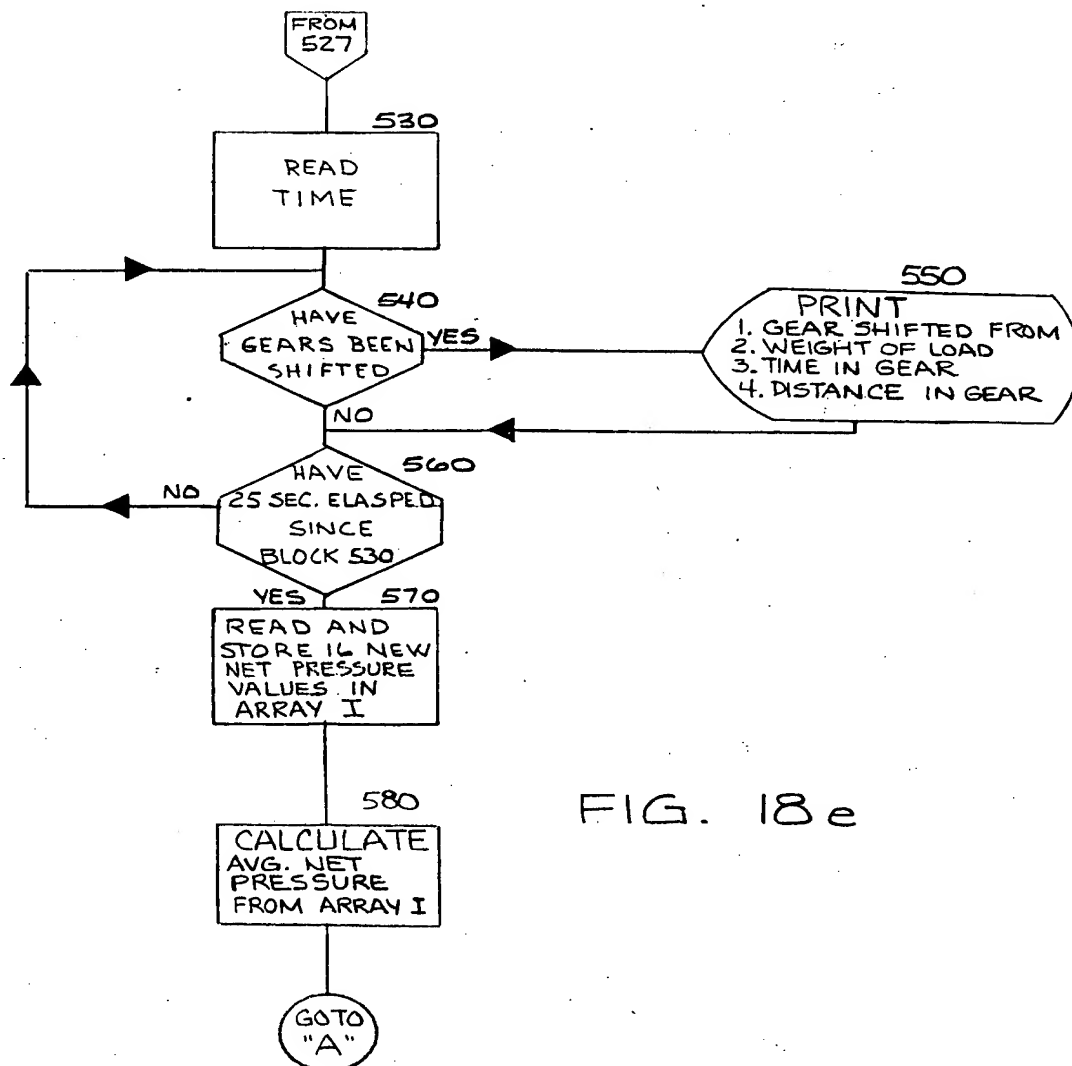 FROM
527
530
READ
TIME
540
HAVE
GEARS BEEN
SHIFTED
YES
550
PRINT
1. GEAR SHIFTED FROM
2. WEIGHT OF LOAD
3. TIME IN GEAR
4. DISTANCE IN GEAR
NO
560
HAVE
25 SEC. ELASPED
SINCE
BLOCK 530
NO
YES
570
READ AND
STORE 16 NEW
NET PRESSURE
VALUES IN
ARRAY I
580
CALCULATE
AVG. NET
PRESSURE
FROM ARRAY I
FIG. 18e
GOTO
"A"